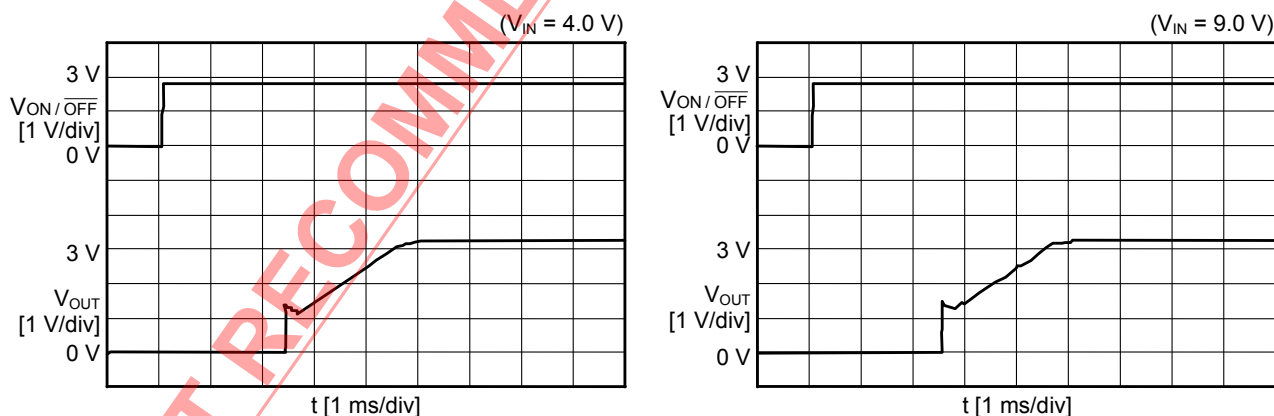 (VIN = 4.0 V)
3 V
VON / OFF
[1 V/div]
0 V
3 V
VOUT
[1 V/div]
0 V
t [1 ms/div]
(VIN = 9.0 V)
3 V
VON / OFF
[1 V/div]
0 V
3 V
VOUT
[1 V/div]
0 V
t [1 ms/div]
RECOMM